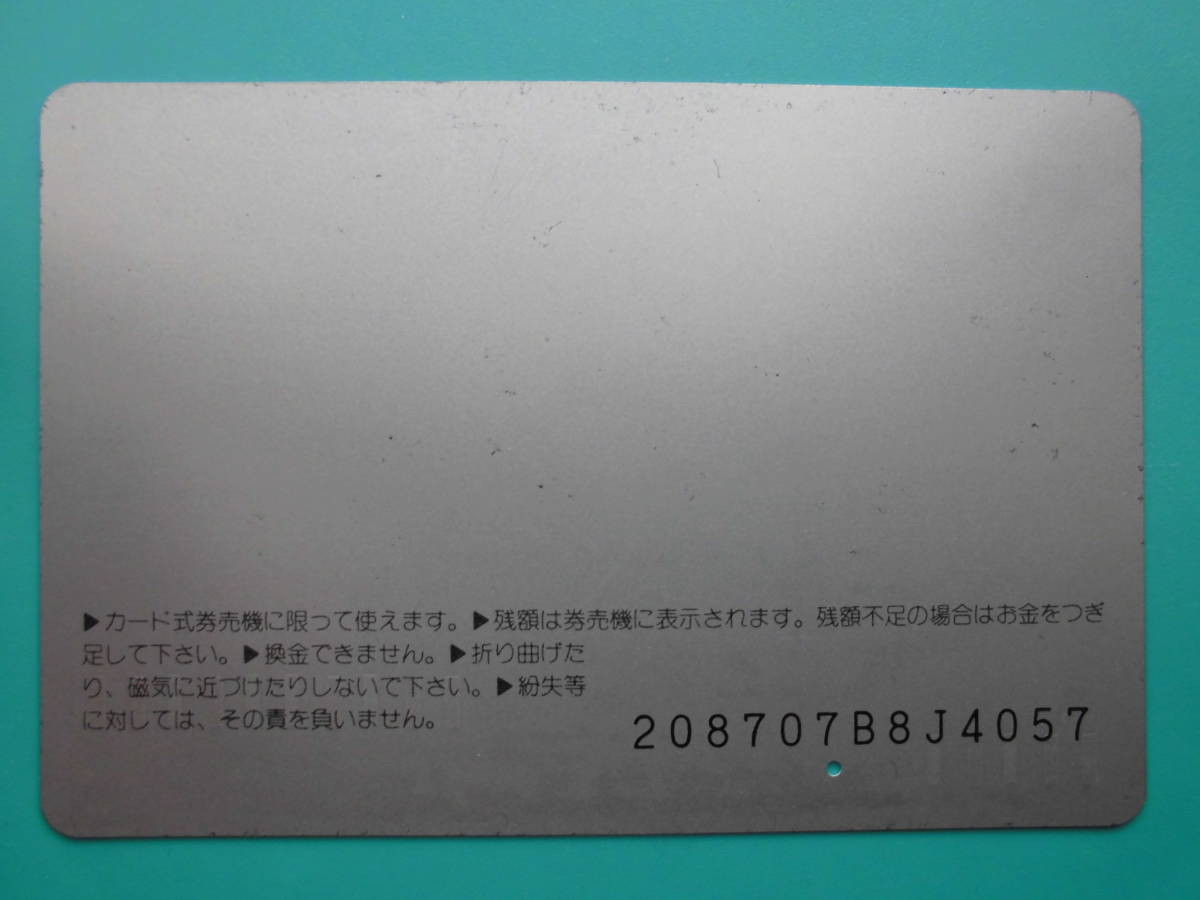 ▶カード式券売機に限って使えます。▶残額は券売機に表示されます。残額不足の場合はお金をつぎ
足して下さい。▶換金できません。▶折り曲げた
り、磁気に近づけたりしないで下さい。▶紛失等
に対しては、その責を負いません。
208707B8J4057